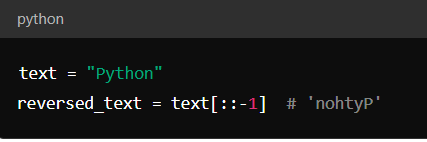 python
text = "Python"
reversed_text = text[::-1]  # 'nohtyP'